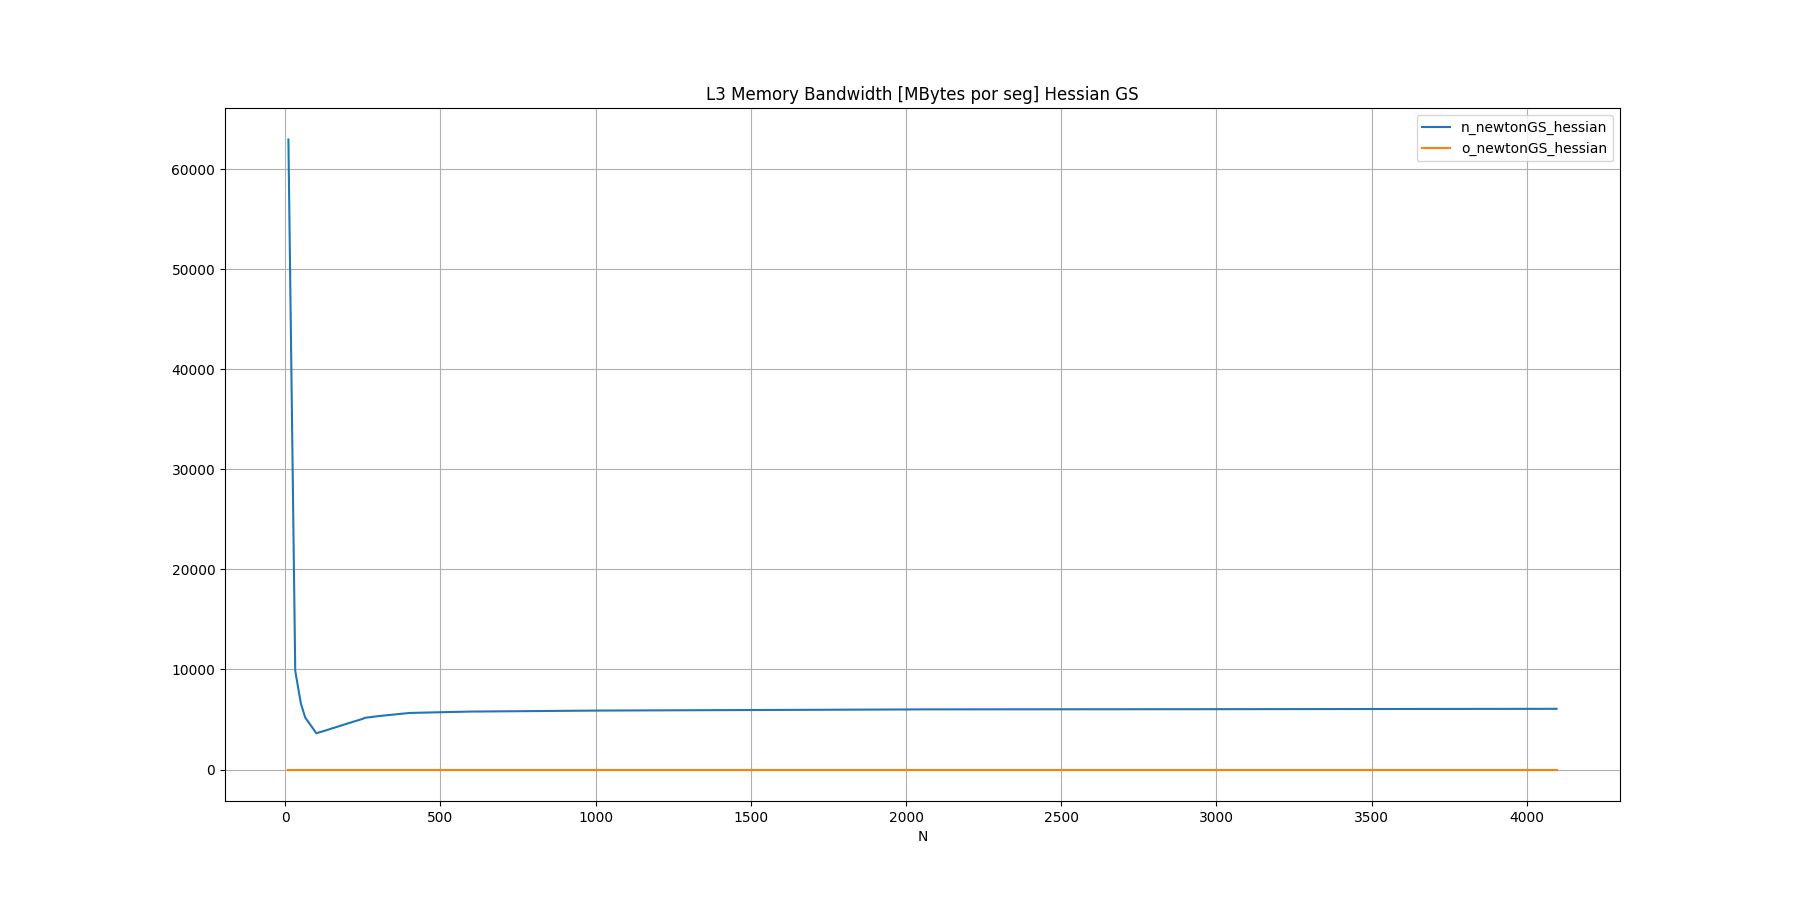 L3 Memory Bandwidth [MBytes por seg] Hessian GS
n_newtonGS_hessian
o_newtonGS_hessian
60000
50000
40000
30000
20000
10000
0
0 500 1000 1500 2000 2500 3000 3500 4000
N